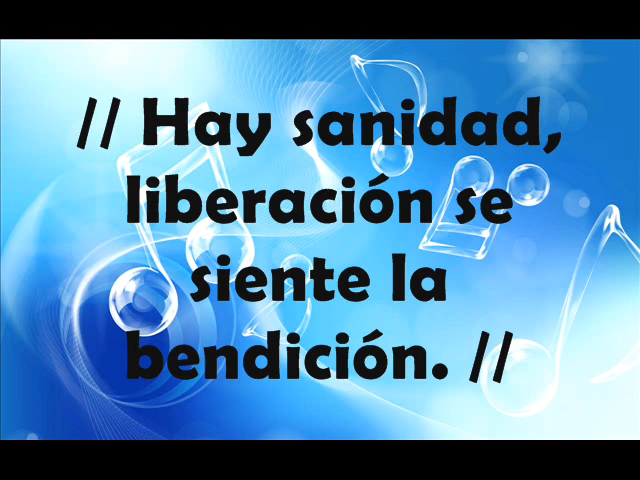 // Hay sanidad,
liberación se
siente la
bendición. //